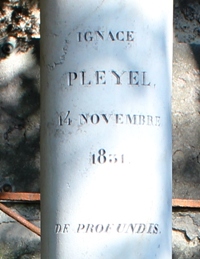 IGNACE
PLEYEL,
14 NOVEMBRE
1831.
DE PROFUNDIS.